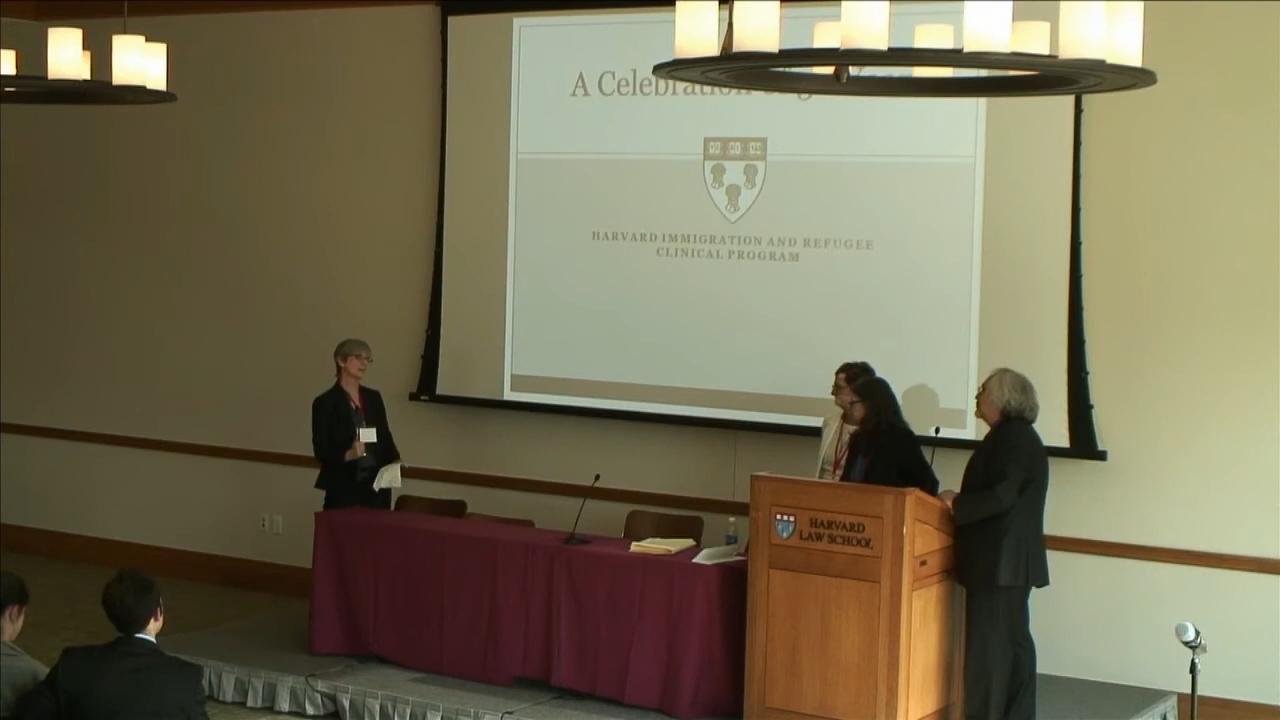 A Celebration
HARVARD IMMIGRATION AND REFUGEE
CLINICAL PROGRAM
HARVARD
LAW SCHOOL